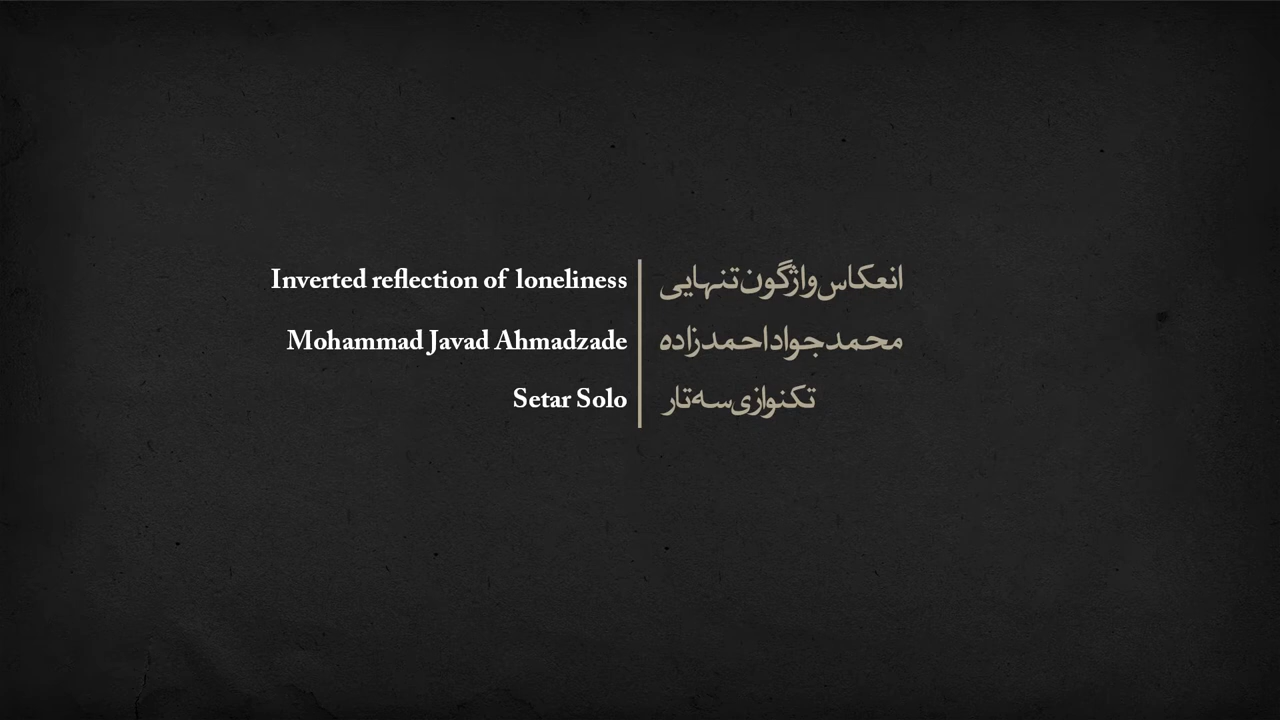 Inverted reflection of loneliness
Mohammad Javad Ahmadzade
Setar Solo
انعکاس واژگون تنهایی
محمدجواد احمدزاده
تکنوازی سه‌تار